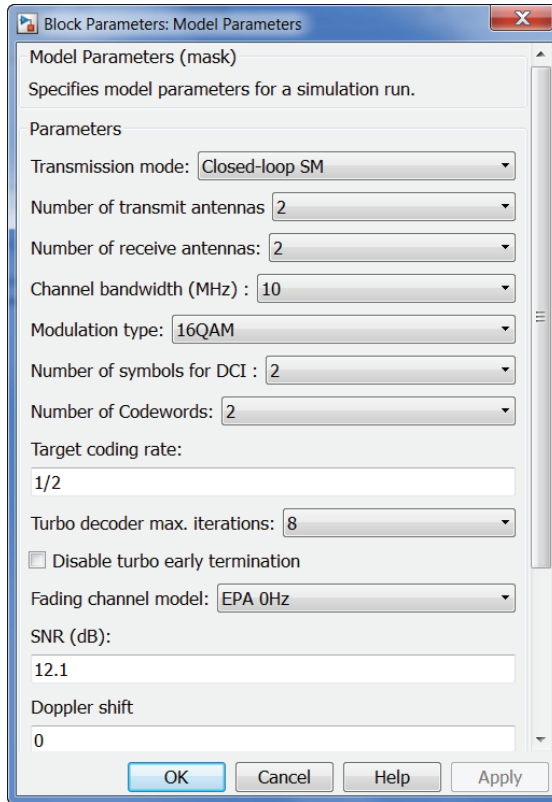 Block Parameters: Model Parameters
Model Parameters (mask)
Specifies model parameters for a simulation run.
Parameters
Transmission mode: Closed-loop SM
Number of transmit antennas 2
Number of receive antennas: 2
Channel bandwidth (MHz) : 10
Modulation type: 16QAM
Number of symbols for DCI : 2
Number of Codewords: 2
Target coding rate:
1/2
Turbo decoder max. iterations: 8
Disable turbo early termination
Fading channel model: EPA 0Hz
SNR (dB):
12.1
Doppler shift
0
OK Cancel Help Apply